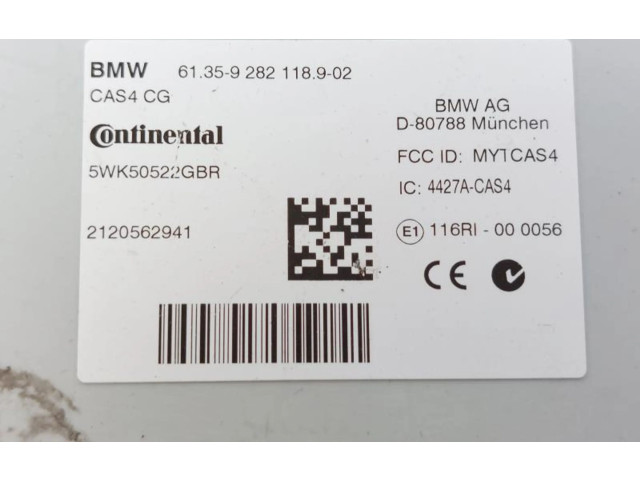 BMW 61.35-9 282 118.9-02
CAS4 CG
Continental
5WK50522GBR
2120562941
BMW AG
D-80788 München
FCC ID: MYTCAS4
IC: 4427A-CAS4
E1 116RI - 00 0056
CE